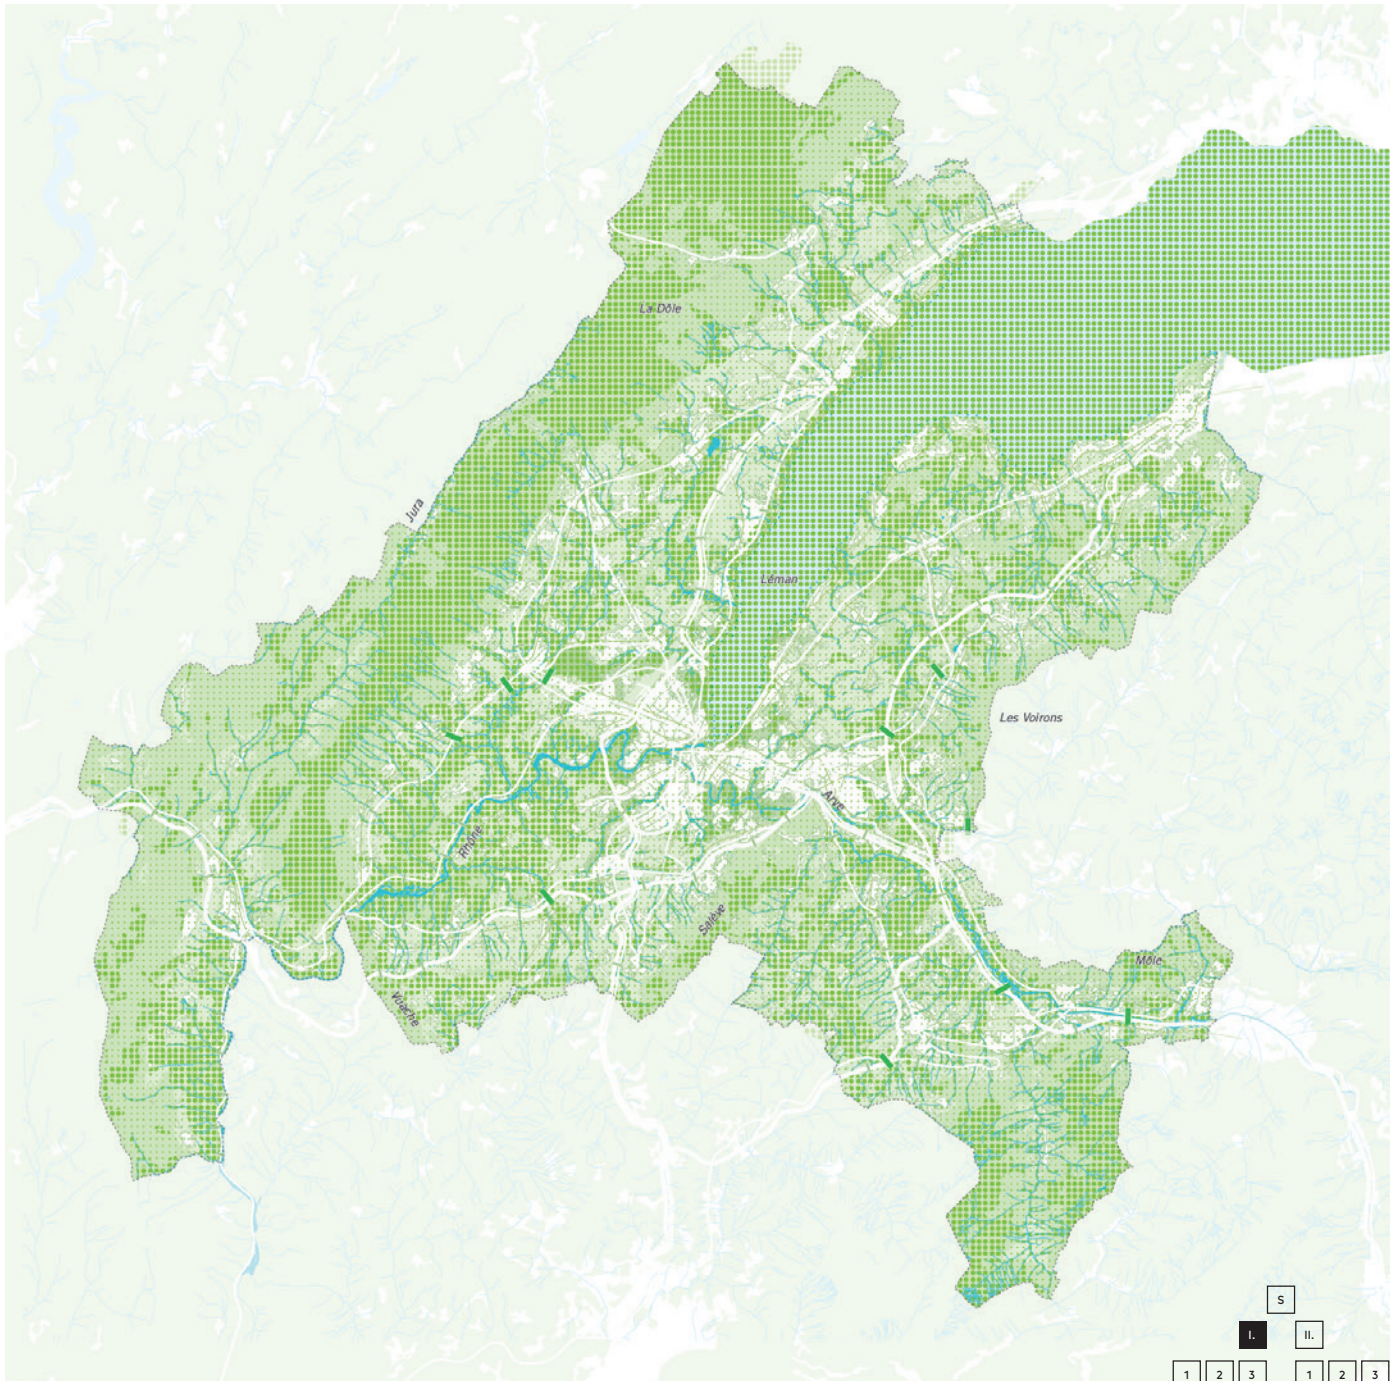 La Dôle
Jura
Léman
Les Voirons
Arve
Rhône
Salève
Môle
Vuache
S
I. II.
1 2 3 1 2 3